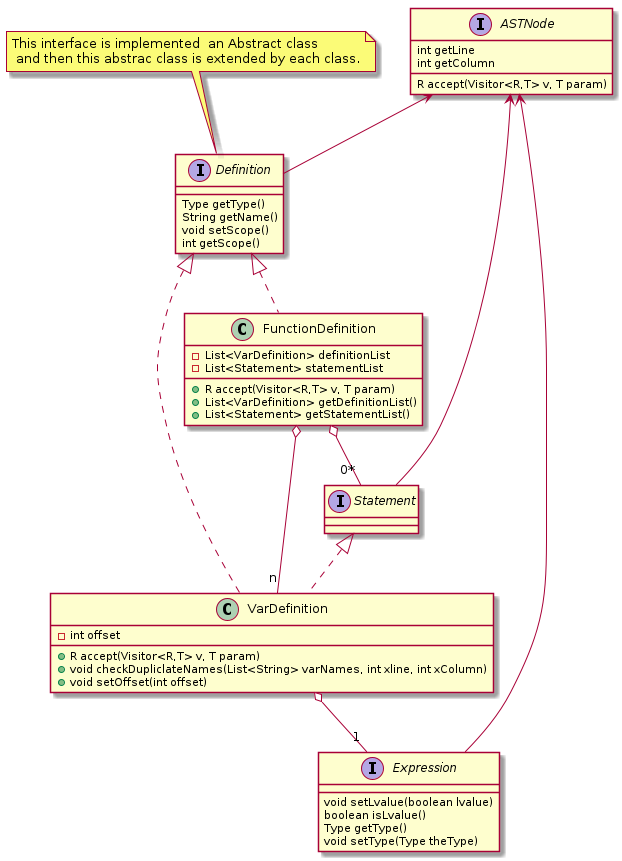 I ASTNode
int getLine
int getColumn
R accept(Visitor<R,T> v, T param)
This interface is implemented  an Abstract class
and then this abstrac class is extended by each class.
I Definition
Type getType()
String getName()
void setScope()
int getScope()
C FunctionDefinition
List<VarDefinition> definitionList
List<Statement> statementList
R accept(Visitor<R,T> v, T param)
List<VarDefinition> getDefinitionList()
List<Statement> getStatementList()
0*
I Statement
n
C VarDefinition
int offset
R accept(Visitor<R,T> v, T param)
void checkDupliclateNames(List<String> varNames, int xline, int xColumn)
void setOffset(int offset)
1
I Expression
void setLvalue(boolean lvalue)
boolean isLvalue()
Type getType()
void setType(Type theType)